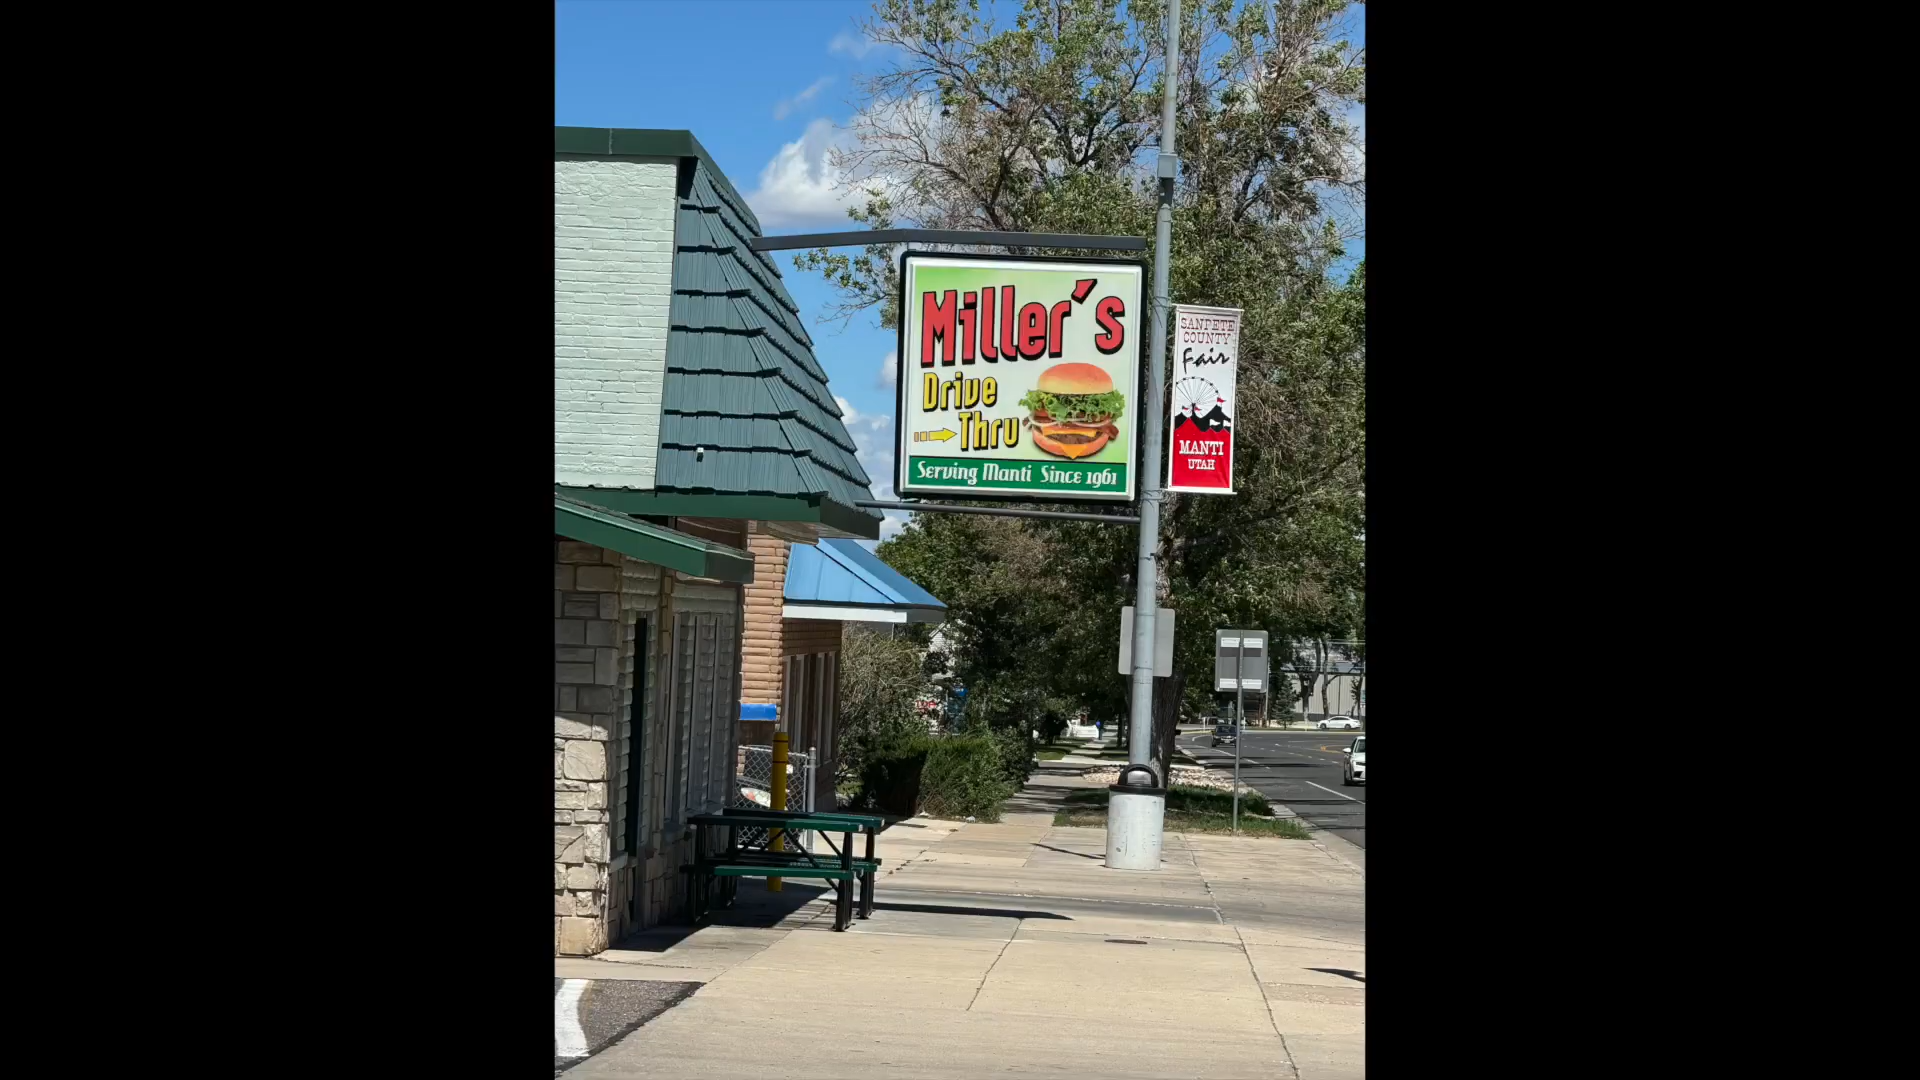 Miller's
Drive
Thru
Serving Manti Since 1961
SANPETE
COUNTY
Fair
MANTI
UTAH